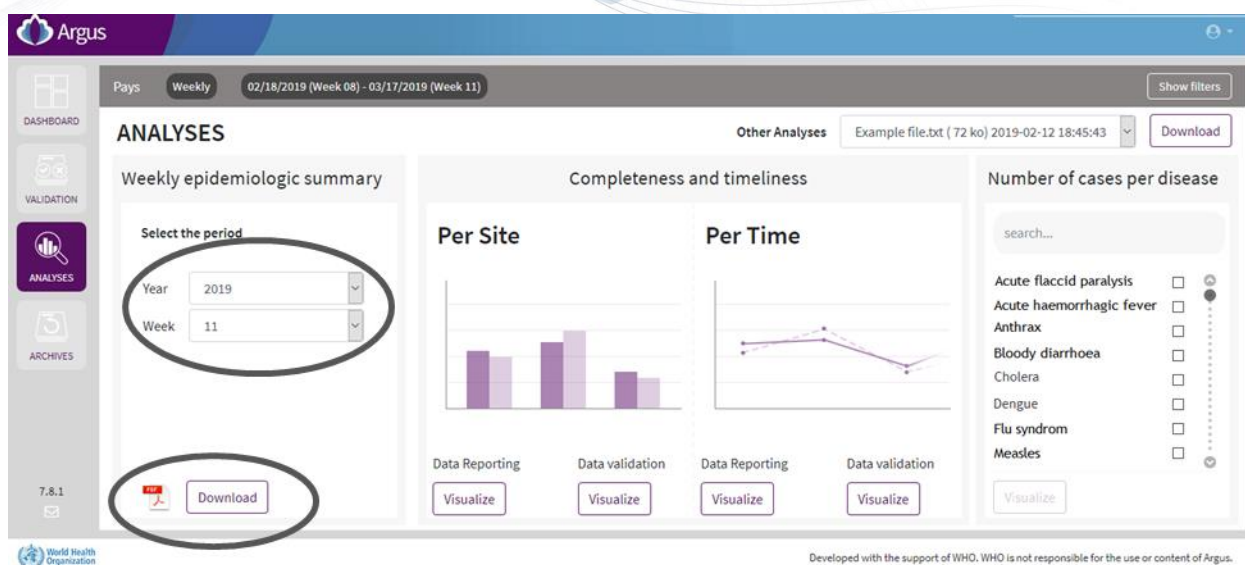 Argus
Pays Weekly 02/18/2019 (Week 08) - 03/17/2019 (Week 11) Show filters
DASHBOARD
VALIDATION
ANALYSES
ARCHIVES
7.8.1
ANALYSES
Other Analyses Example file.txt ( 72 ko) 2019-02-12 18:45:43 Download
Weekly epidemiologic summary
Select the period
Year 2019
Week 11
PDF
Download
Completeness and timeliness
Per Site
Per Time
Data Reporting Data validation Data Reporting Data validation
Visualize Visualize Visualize Visualize
Number of cases per disease
search...
Acute flaccid paralysis
Acute haemorrhagic fever
Anthrax
Bloody diarrhoea
Cholera
Dengue
Flu syndrom
Measles
Visualize
World Health
Organization
Developed with the support of WHO. WHO is not responsible for the use or content of Argus.